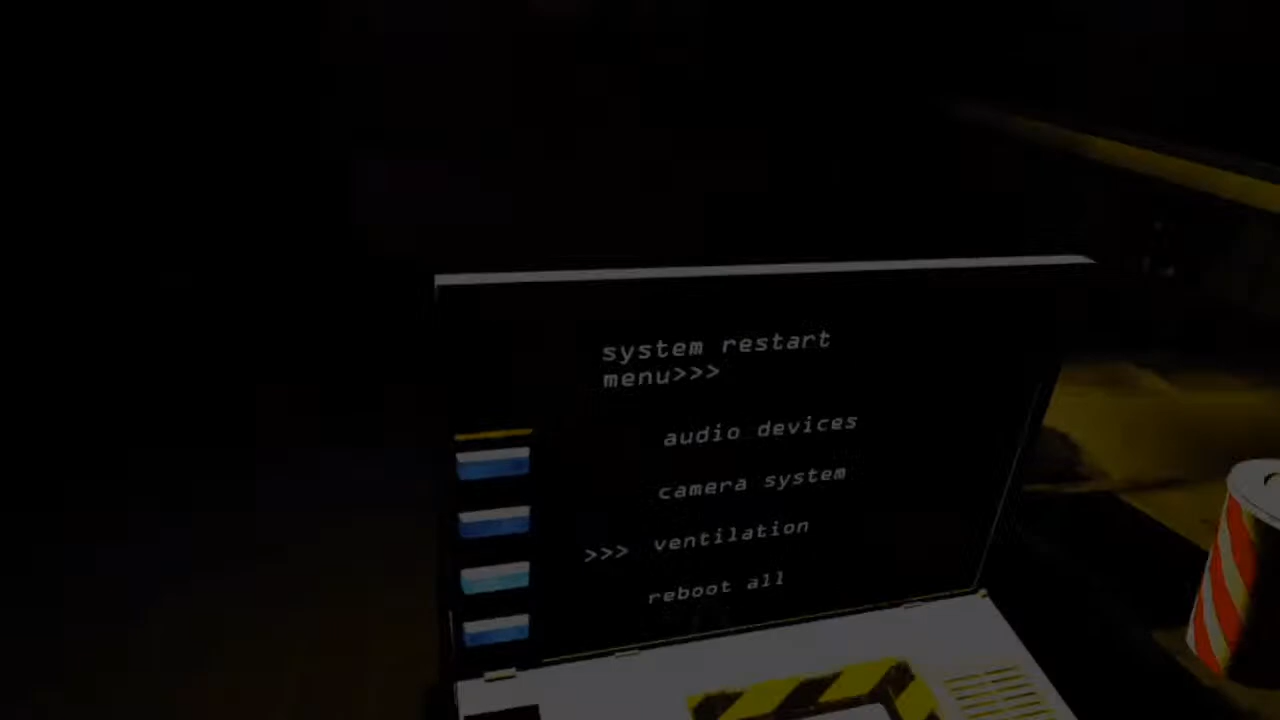 system restart
menu>>>
audio devices
camera system
>>> ventilation
reboot all